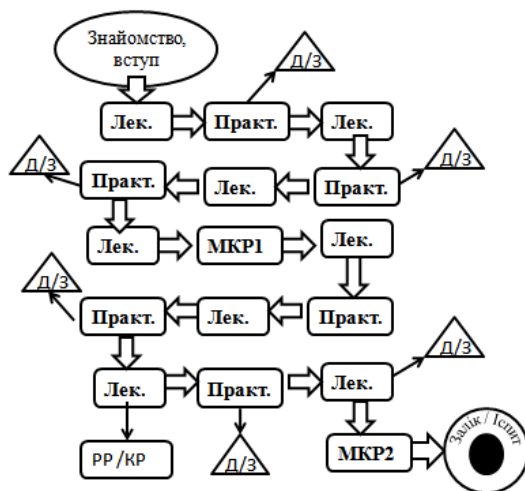 Знайомство,
вступ
Д/З
Лек.
Практ.
Лек.
Д/З
Практ.
Лек.
Практ.
Д/З
Лек.
МКР1
Лек.
Д/З
Практ.
Лек.
Практ.
Лек.
Практ.
Лек.
Д/З
РР/КР
Д/З
МКР2
Залік / Іспит